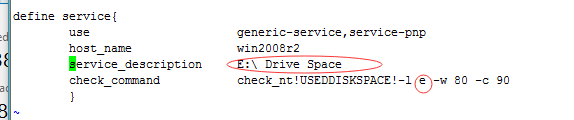 define service{
use generic-service,service-pnp
host_name win2008r2
service_description E:\ Drive Space
check_command check_nt!USEDDISKSPACE!-l e -w 80 -c 90
}
~